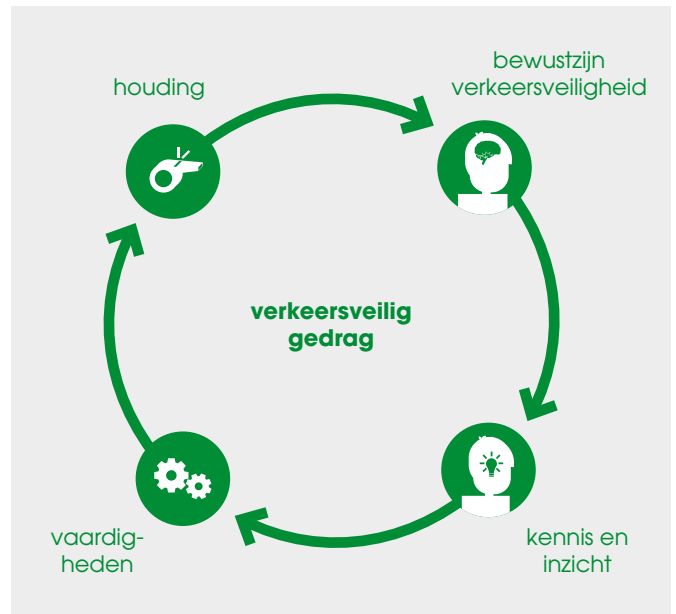 houding
bewustzijn
verkeersveiligheid
verkeersveilig
gedrag
vaardig-
heden
kennis en
inzicht